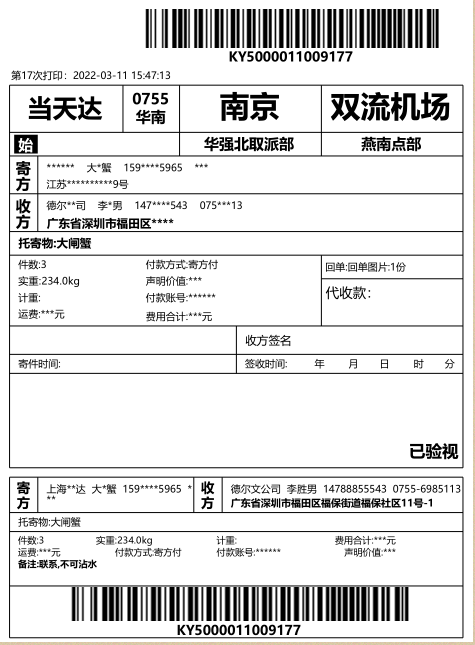 KY5000011009177
第17次打印：2022-03-11 15:47:13
当天达 0755 华南 南京 双流机场
始 华强北取派部 燕南点部
寄方 ****** 大*蟹 159****5965 ***
江苏**********9号
收方 德尔**司 李*男 147****543 075***13
广东省深圳市福田区****
托寄物:大闸蟹
件数:3 付款方式:寄方付 回单:回单图片:1份
实重:234.0kg 声明价值:***
计重: 付款账号:****** 代收款:
运费:***元 费用合计:***元
收方签名
寄件时间: 签收时间: 年 月 日 时 分
已验视
寄方 上海**达 大*蟹 159****5965 *
**
收方 德尔文公司 李胜男 14788855543 0755-6985113
广东省深圳市福田区福保街道福保社区11号-1
托寄物:大闸蟹
件数:3 实重:234.0kg 计重: 费用合计:***元
运费:***元 付款方式:寄方付 付款账号:****** 声明价值:***
备注:联系,不可沾水
KY5000011009177